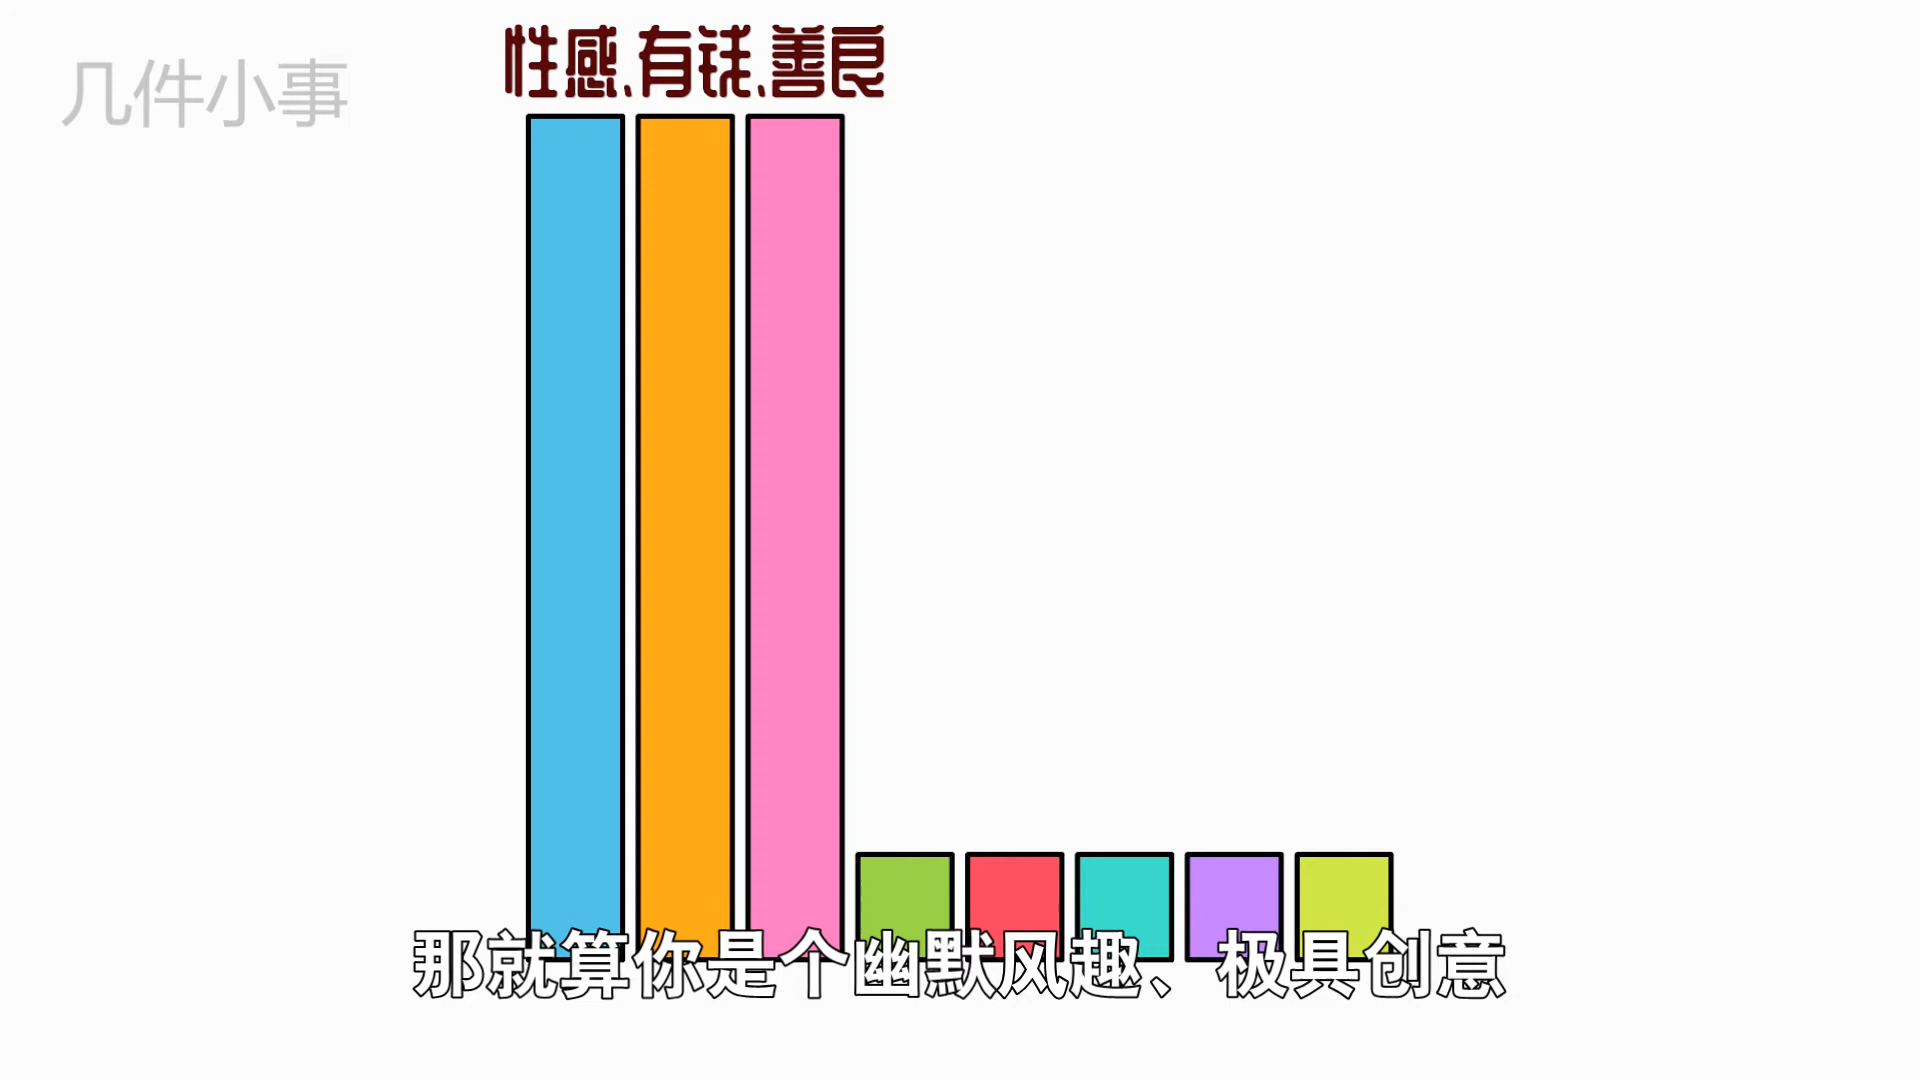 性感、有钱、善良
几件小事
那就算你是个幽默风趣、极具创意